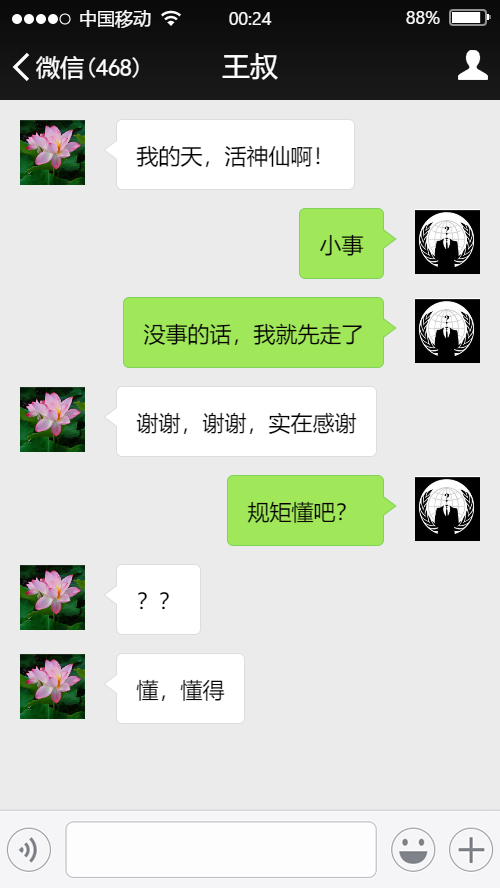 中国移动 00:24 88%
微信(468) 王叔
我的天，活神仙啊！
小事
没事的话，我就先走了
谢谢，谢谢，实在感谢
规矩懂吧？
？？
懂，懂得